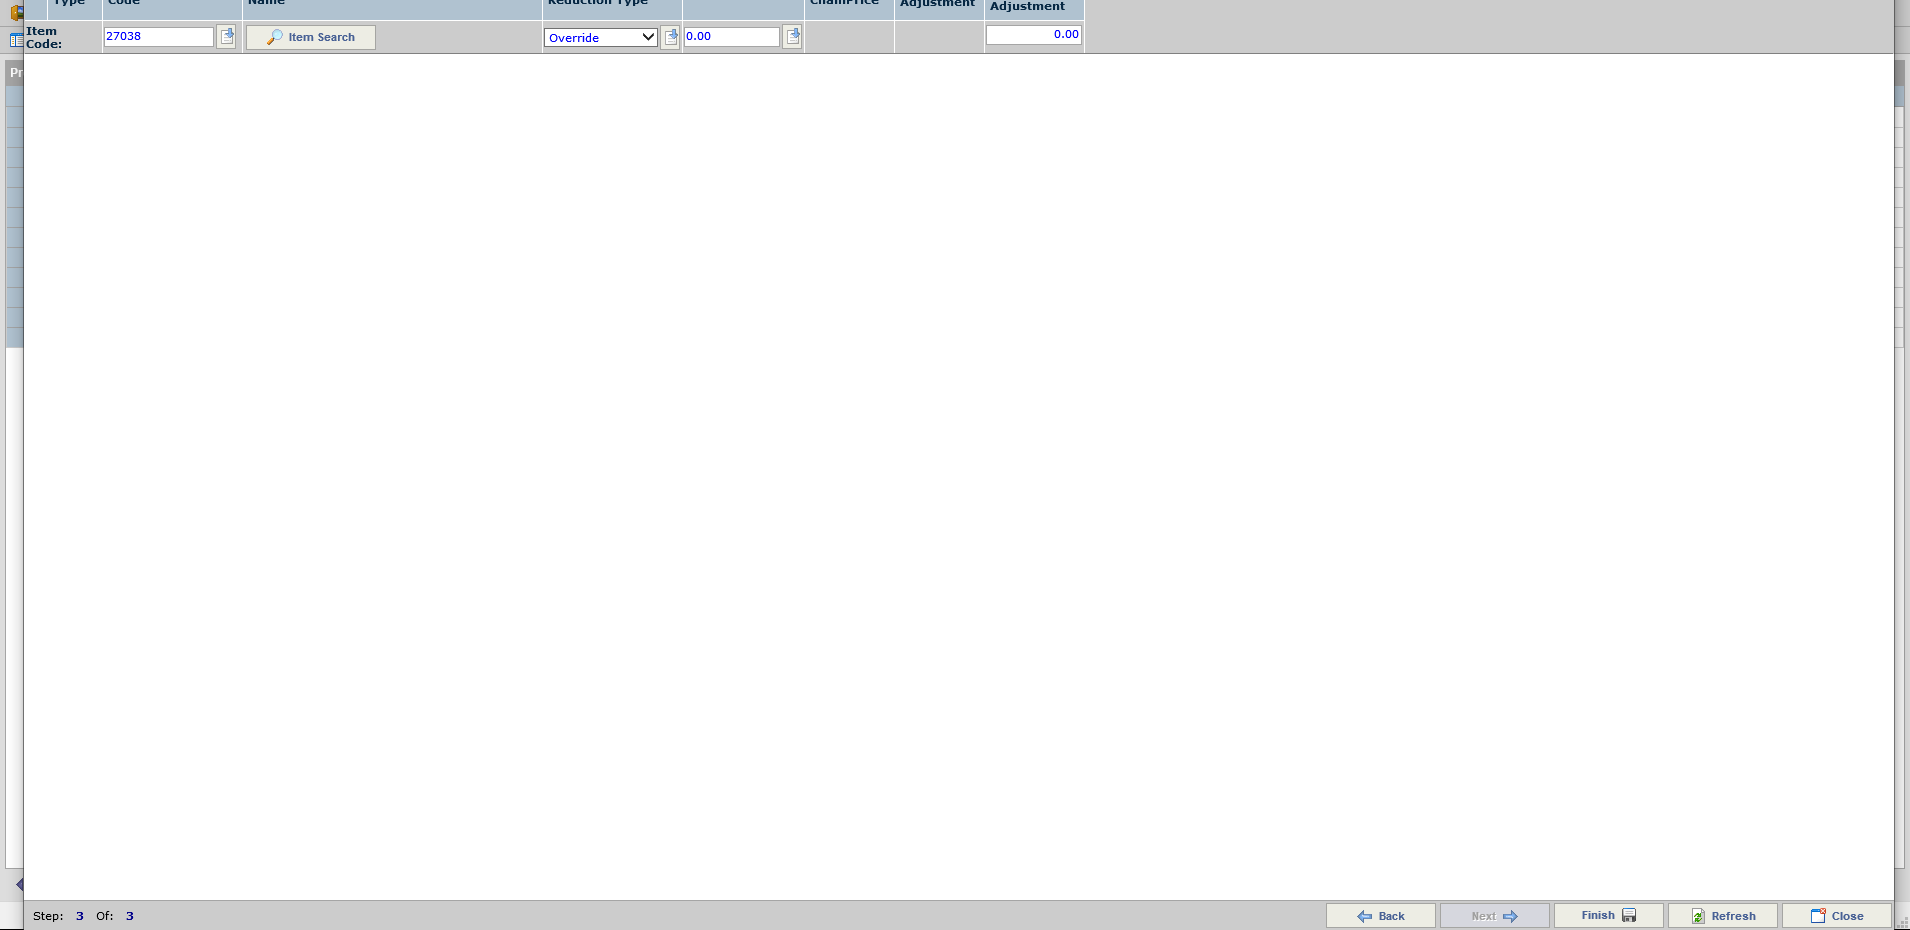 Type Code Name Reduction Type ChainPrice Adjustment Adjustment
Item Code: 27038 Item Search Override 0.00 0.00
Pr
Step: 3 Of: 3 Back Next Finish Refresh Close